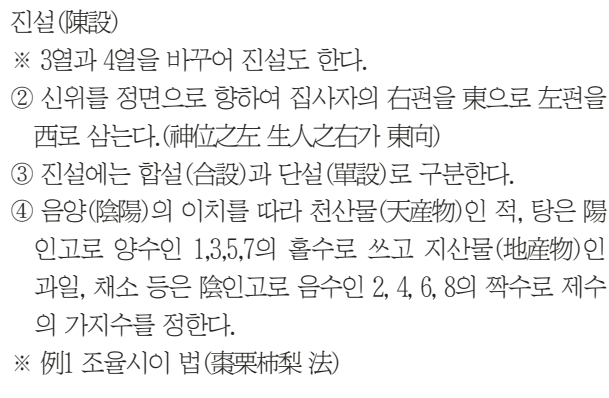 진설(陳設)
※ 3열과 4열을 바꾸어 진설도 한다.
② 신위를 정면으로 향하여 집사자의 右편을 東으로 左편을
西로 삼는다.(神位之左 生人之右가 東向)
③ 진설에는 합설(合設)과 단설(單設)로 구분한다.
④ 음양(陰陽)의 이치를 따라 천산물(天産物)인 적, 탕은 陽
인고로 양수인 1,3,5,7의 홀수로 쓰고 지산물(地産物)인
과일, 채소 등은 陰인고로 음수인 2, 4, 6, 8의 짝수로 제수
의 가지수를 정한다.
※ 例1 조율시이 법(棗栗柿梨 法)